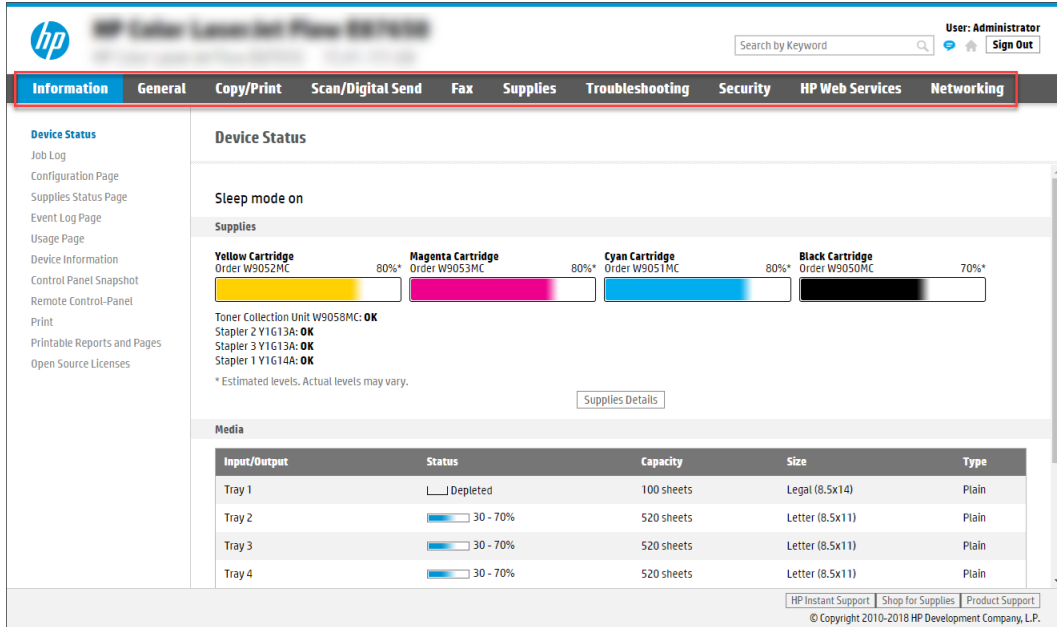 hp
User: Administrator
Search by Keyword
Sign Out
Information General Copy/Print Scan/Digital Send Fax Supplies Troubleshooting Security HP Web Services Networking
Device Status
Job Log
Configuration Page
Supplies Status Page
Event Log Page
Usage Page
Device Information
Control Panel Snapshot
Remote Control-Panel
Print
Printable Reports and Pages
Open Source Licenses
Device Status
Sleep mode on
Supplies
Yellow Cartridge Magenta Cartridge Cyan Cartridge Black Cartridge
Order W9052MC 80%* Order W9053MC 80%* Order W9051MC 80%* Order W9050MC 70%*
Toner Collection Unit W9058MC: OK
Stapler 2 Y1G13A: OK
Stapler 3 Y1G13A: OK
Stapler 1 Y1G14A: OK
* Estimated levels. Actual levels may vary.
Supplies Details
Media
Input/Output Status Capacity Size Type
Tray 1 Depleted 100 sheets Legal (8.5x14) Plain
Tray 2 30 - 70% 520 sheets Letter (8.5x11) Plain
Tray 3 30 - 70% 520 sheets Letter (8.5x11) Plain
Tray 4 30 - 70% 520 sheets Letter (8.5x11) Plain
HP Instant Support Shop for Supplies Product Support
© Copyright 2010-2018 HP Development Company, L.P.